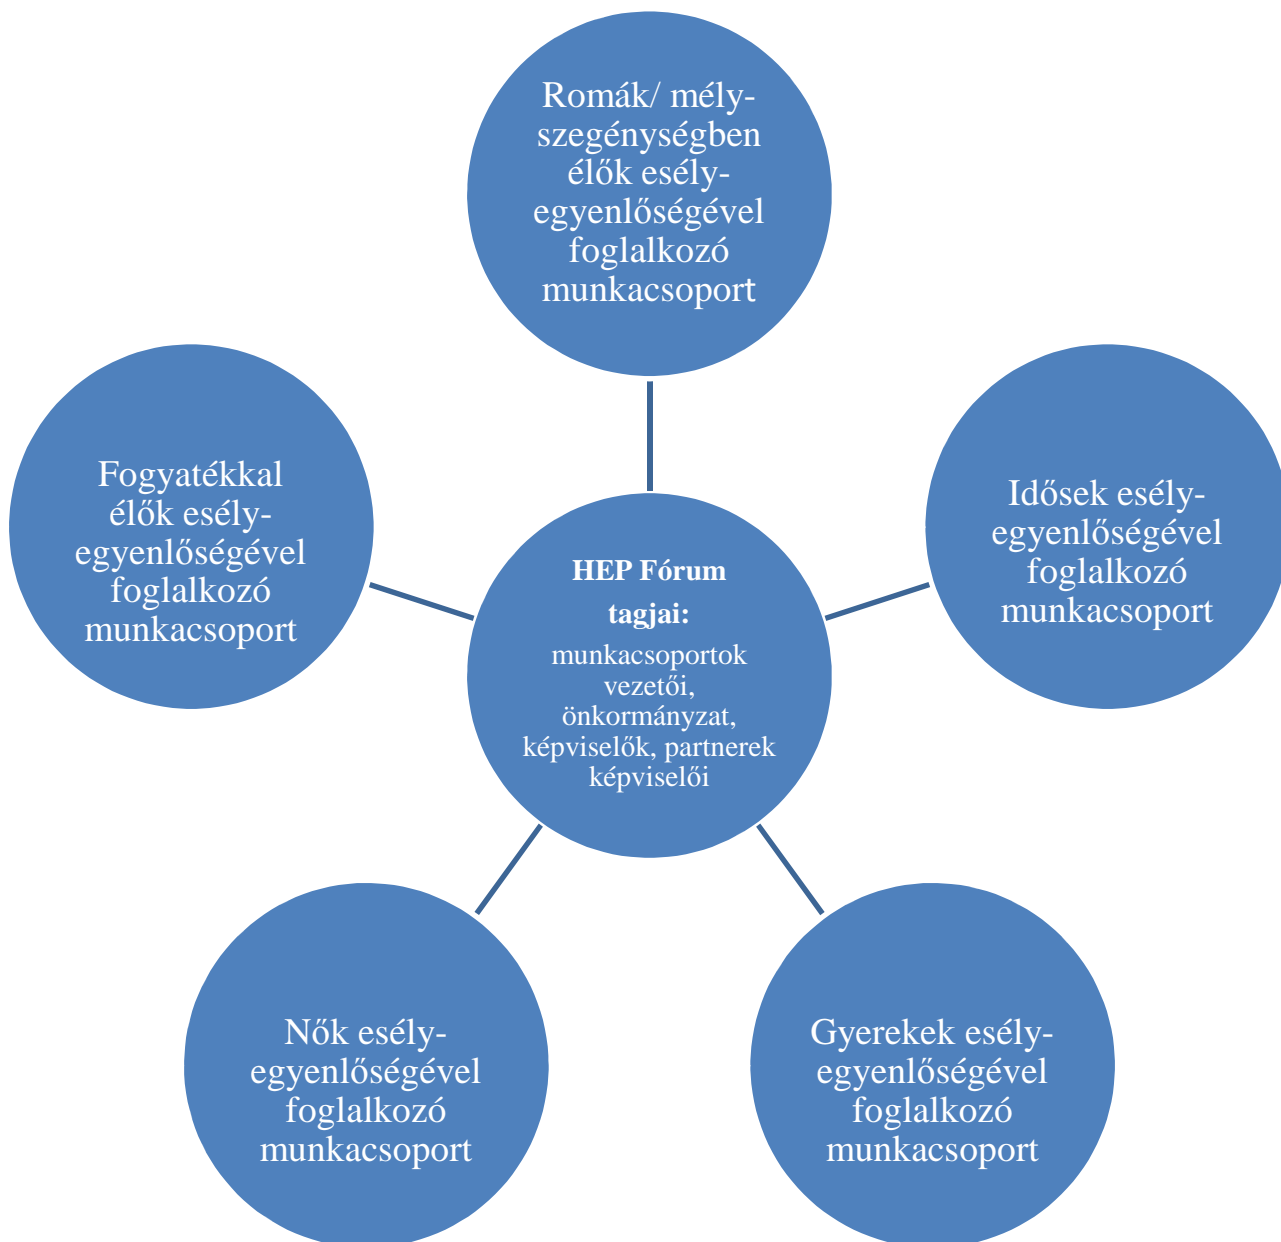 Romák/ mély-
szegénységben
élők esély-
egyenlőségével
foglalkozó
munkacsoport
Fogyatékkal
élők esély-
egyenlőségével
foglalkozó
munkacsoport
Idősek esély-
egyenlőségével
foglalkozó
munkacsoport
HEP Fórum
tagjai:
munkacsoportok
vezetői,
önkormányzat,
képviselők, partnerek
képviselői
Nők esély-
egyenlőségével
foglalkozó
munkacsoport
Gyerekek esély-
egyenlőségével
foglalkozó
munkacsoport